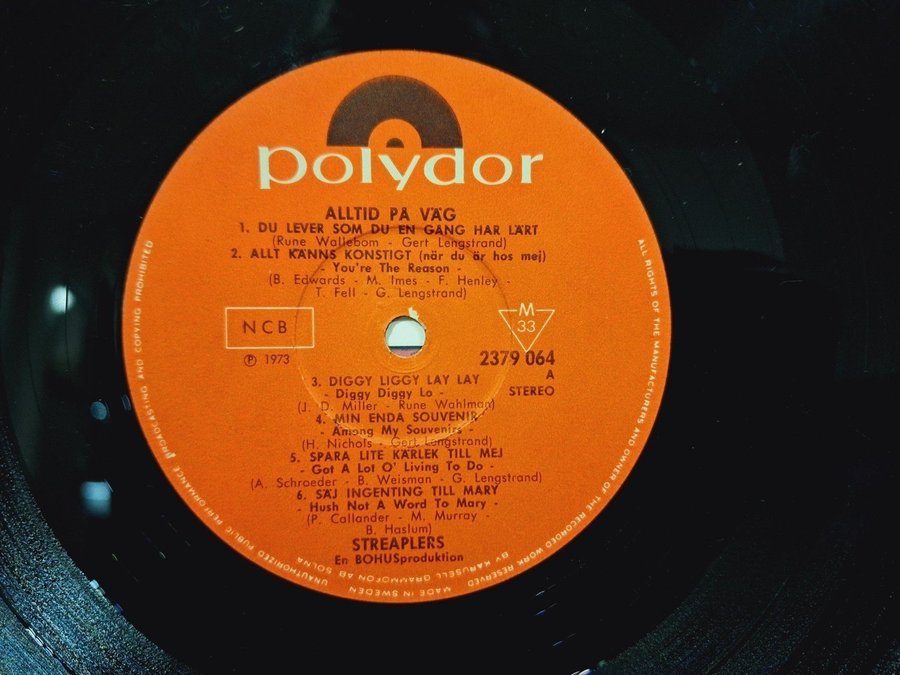 polydor
ALLTID PÅ VÄG
1. DU LEVER SOM DU EN GÅNG HAR LÄRT
(Rune Wallebom - Gert Lengstrand)
2. ALLT KÄNNS KONSTIGT (när du är hos mej)
- You're The Reason -
(B. Edwards - M. Imes - F. Henley -
T. Fell - G. Lengstrand)
NCB
℗ 1973
M
33
2379 064
A
STEREO
3. DIGGY LIGGY LAY LAY
- Diggy Diggy Lo -
(J. D. Miller - Rune Wahlman)
4. MIN ENDA SOUVENIR
- Among My Souvenirs -
(H. Nichols - Gert Lengstrand)
5. SPARA LITE KÄRLEK TILL MEJ
- Got A Lot O' Living To Do -
(A. Schroeder - B. Weisman - G. Lengstrand)
6. SÄJ INGENTING TILL MARY
- Hush Not A Word To Mary -
(P. Callander - M. Murray -
B. Haslum)
STREAPLERS
En BOHUSproduktion
ALL RIGHTS OF THE MANUFACTURERS AND OWNER OF THE RECORDED WORK RESERVED
UNAUTHORIZED PUBLIC PERFORMANCE BROADCASTING AND COPYING PROHIBITED
BY KARUSELL GRAMMOFON AB SOLNA
MADE IN SWEDEN